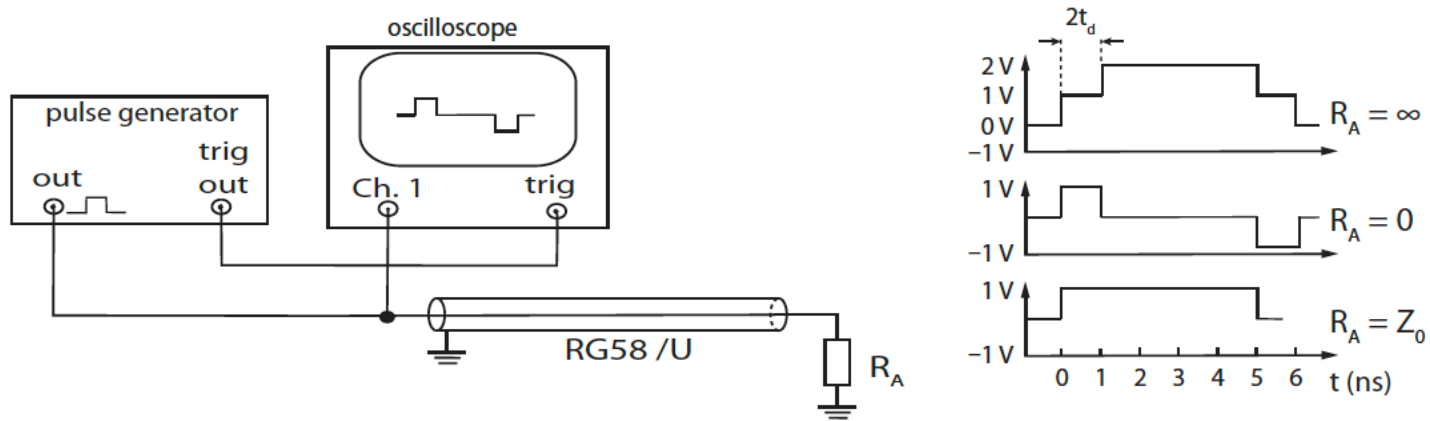 oscilloscope
pulse generator
trig
out
out
Ch. 1
trig
RG58 /U
R_A
2t_d
2 V
1 V
0 V
−1 V
R_A = ∞
1 V
−1 V
R_A = 0
1 V
−1 V
R_A = Z_0
0 1 2 3 4 5 6 t (ns)